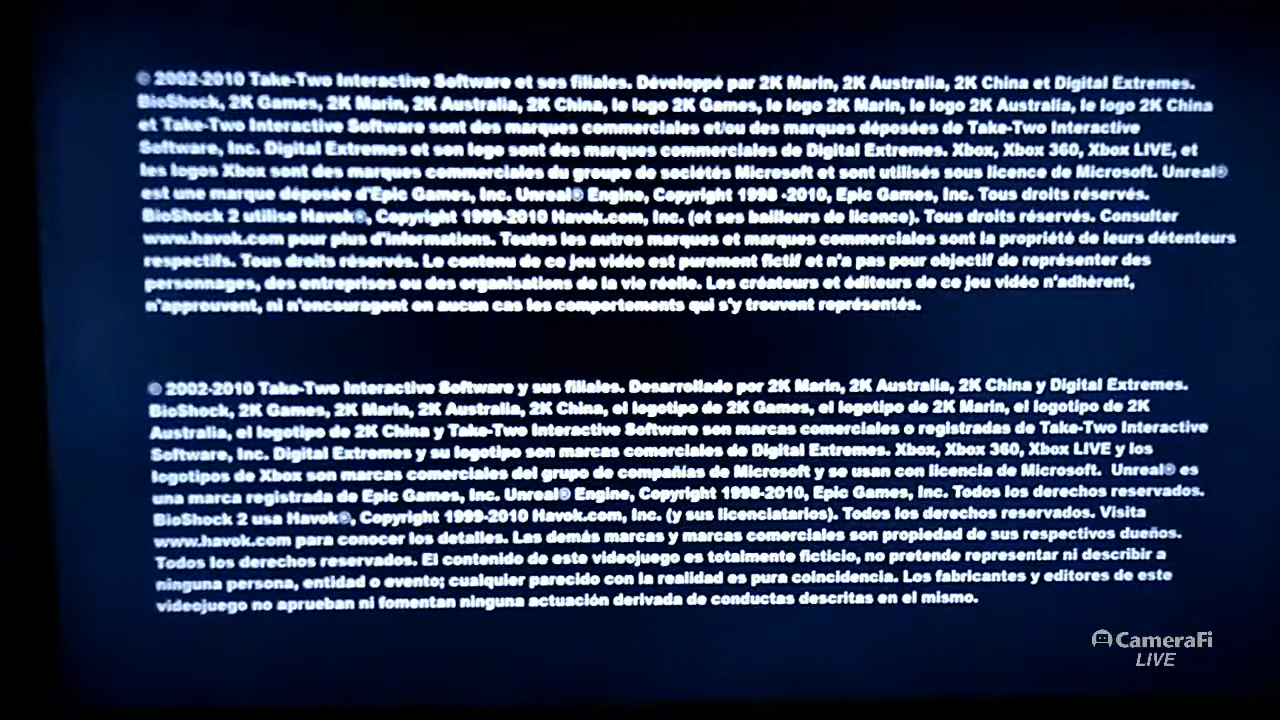 © 2002-2010 Take-Two Interactive Software et ses filiales. Développé par 2K Marin, 2K Australia, 2K China et Digital Extremes.
BioShock, 2K Games, 2K Marin, 2K Australia, 2K China, le logo 2K Games, le logo 2K Marin, le logo 2K Australia, le logo 2K China
et Take-Two Interactive Software sont des marques commerciales et/ou des marques déposées de Take-Two Interactive
Software, Inc. Digital Extremes et son logo sont des marques commerciales de Digital Extremes. Xbox, Xbox 360, Xbox LIVE, et
les logos Xbox sont des marques commerciales du groupe de sociétés Microsoft et sont utilisés sous licence de Microsoft. Unreal®
est une marque déposée d'Epic Games, Inc. Unreal® Engine, Copyright 1998 -2010, Epic Games, Inc. Tous droits réservés.
BioShock 2 utilise Havok®, Copyright 1999-2010 Havok.com, Inc. (et ses bailleurs de licence). Tous droits réservés. Consulter
www.havok.com pour plus d'informations. Toutes les autres marques et marques commerciales sont la propriété de leurs détenteurs
respectifs. Tous droits réservés. Le contenu de ce jeu vidéo est purement fictif et n'a pas pour objectif de représenter des
personnages, des entreprises ou des organisations de la vie réelle. Les créateurs et éditeurs de ce jeu vidéo n'adhèrent,
n'approuvent, ni n'encouragent en aucun cas les comportements qui s'y trouvent représentés.
© 2002-2010 Take-Two Interactive Software y sus filiales. Desarrollado por 2K Marin, 2K Australia, 2K China y Digital Extremes.
BioShock, 2K Games, 2K Marin, 2K Australia, 2K China, el logotipo de 2K Games, el logotipo de 2K Marin, el logotipo de 2K
Australia, el logotipo de 2K China y Take-Two Interactive Software son marcas comerciales o registradas de Take-Two Interactive
Software, Inc. Digital Extremes y su logotipo son marcas comerciales de Digital Extremes. Xbox, Xbox 360, Xbox LIVE y los
logotipos de Xbox son marcas comerciales del grupo de compañías de Microsoft y se usan con licencia de Microsoft. Unreal® es
una marca registrada de Epic Games, Inc. Unreal® Engine, Copyright 1998-2010, Epic Games, Inc. Todos los derechos reservados.
BioShock 2 usa Havok®, Copyright 1999-2010 Havok.com, Inc. (y sus licenciatarios). Todos los derechos reservados. Visita
www.havok.com para conocer los detalles. Las demás marcas y marcas comerciales son propiedad de sus respectivos dueños.
Todos los derechos reservados. El contenido de este videojuego es totalmente ficticio, no pretende representar ni describir a
ninguna persona, entidad o evento; cualquier parecido con la realidad es pura coincidencia. Los fabricantes y editores de este
videojuego no aprueban ni fomentan ninguna actuación derivada de conductas descritas en el mismo.
CameraFi
LIVE